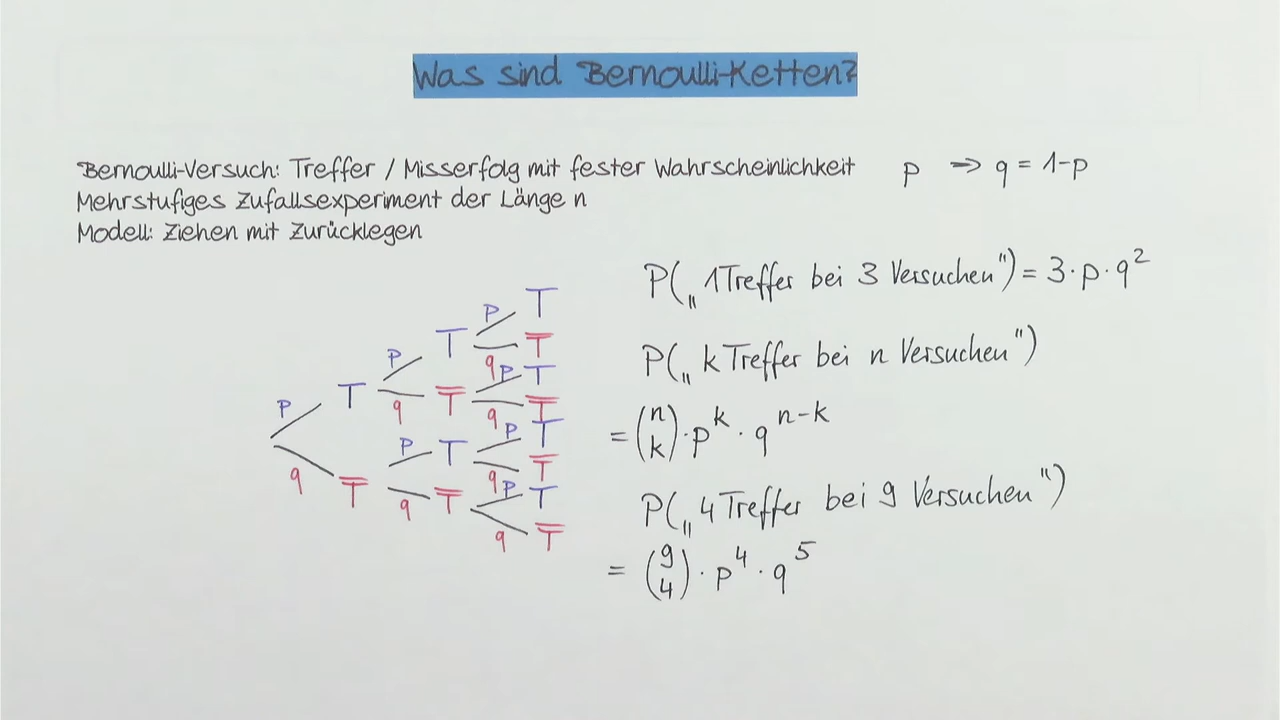 Was sind Bernoulli-Ketten?
Bernoulli-Versuch: Treffer / Misserfolg mit fester Wahrscheinlichkeit p ⇒ q = 1-p
Mehrstufiges Zufallsexperiment der Länge n
Modell: Ziehen mit Zurücklegen
P(„1 Treffer bei 3 Versuchen“) = 3·p·q²
P(„k Treffer bei n Versuchen“)
= (n k)·p^k·q^(n-k)
P(„4 Treffer bei 9 Versuchen“)
= (9 4)·p⁴·q⁵
p T
p T q T̅
p T q p T
q T̅ q T̅
p T p T
q T̅ q T̅
q T̅ q p T
q T̅